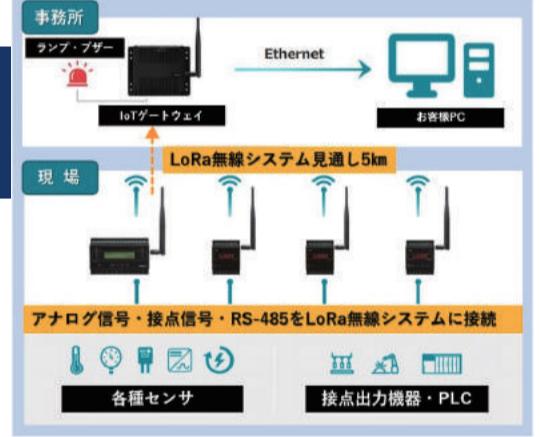 事務所
ランプ・ブザー
Ethernet
IoTゲートウェイ
お客様PC
LoRa無線システム見通し5km
現場
アナログ信号・接点信号・RS-485をLoRa無線システムに接続
各種センサ
接点出力機器・PLC